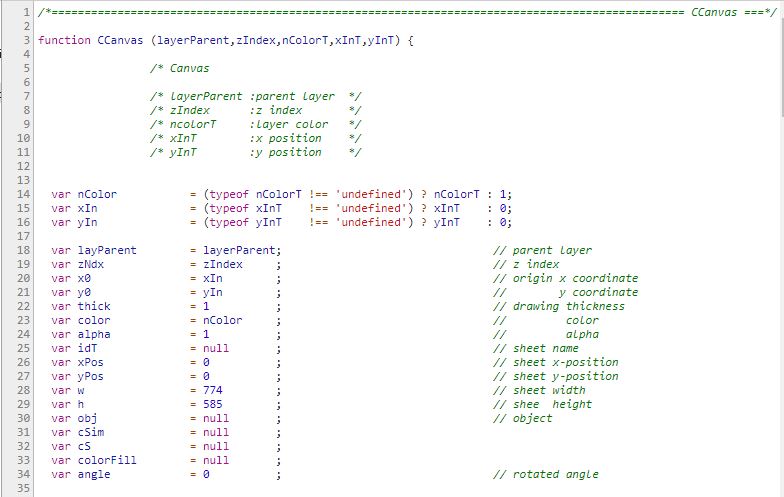 1 /*================================================================================================ CCanvas ===*/
2
3 function CCanvas (layerParent,zIndex,nColorT,xInT,yInT) {
4
5 /* Canvas
6
7 /* layerParent :parent layer */
8 /* zIndex :z index */
9 /* ncolorT :layer color */
10 /* xInT :x position */
11 /* yInT :y position */
12
13
14 var nColor = (typeof nColorT !== 'undefined') ? nColorT : 1;
15 var xIn = (typeof xInT !== 'undefined') ? xInT : 0;
16 var yIn = (typeof yInT !== 'undefined') ? yInT : 0;
17
18 var layParent = layerParent; // parent layer
19 var zNdx = zIndex ; // z index
20 var x0 = xIn ; // origin x coordinate
21 var y0 = yIn ; // y coordinate
22 var thick = 1 ; // drawing thickness
23 var color = nColor ; // color
24 var alpha = 1 ; // alpha
25 var idT = null ; // sheet name
26 var xPos = 0 ; // sheet x-position
27 var yPos = 0 ; // sheet y-position
28 var w = 774 ; // sheet width
29 var h = 585 ; // shee height
30 var obj = null ; // object
31 var cSim = null ;
32 var cS = null ;
33 var colorFill = null ;
34 var angle = 0 ; // rotated angle
35